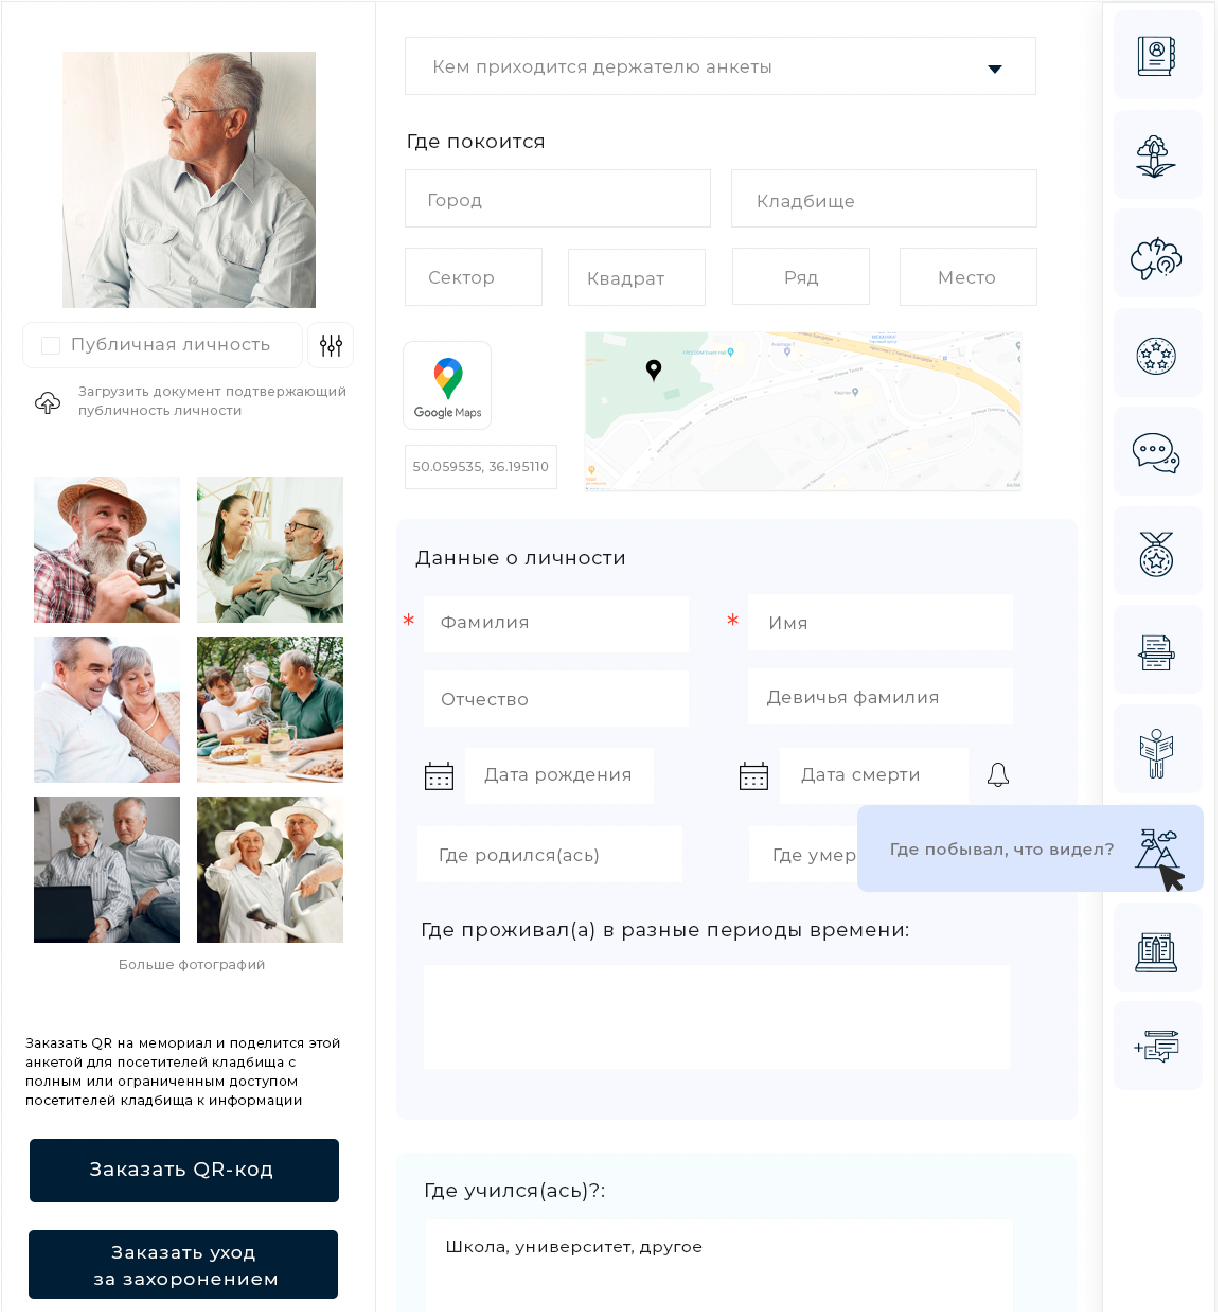 Кем приходится держателю анкеты
Где покоится
Город
Кладбище
Сектор
Квадрат
Ряд
Место
Публичная личность
Загрузить документ подтвержающий
публичность личности
Google Maps
50.059535, 36.195110
Данные о личности
* Фамилия
* Имя
Отчество
Девичья фамилия
Дата рождения
Дата смерти
Где родился(ась)
Где умер
Где побывал, что видел?
Где проживал(а) в разные периоды времени:
Больше фотографий
Заказать QR на мемориал и поделится этой
анкетой для посетителей кладбища с
полным или ограниченным доступом
посетителей кладбища к информации
Заказать QR-код
Заказать уход
за захоронением
Где учился(ась)?:
Школа, университет, другое